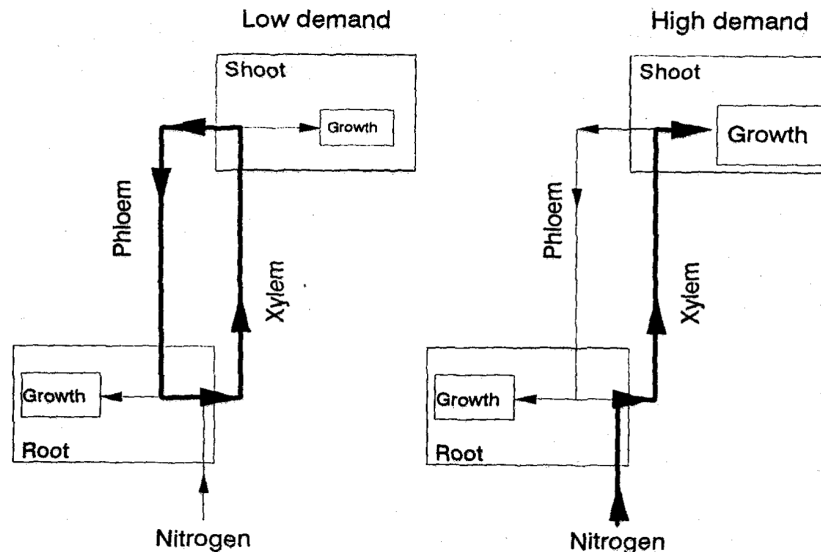 Low demand
Shoot
Growth
Phloem
Xylem
Growth
Root
Nitrogen
High demand
Shoot
Growth
Phloem
Xylem
Growth
Root
Nitrogen